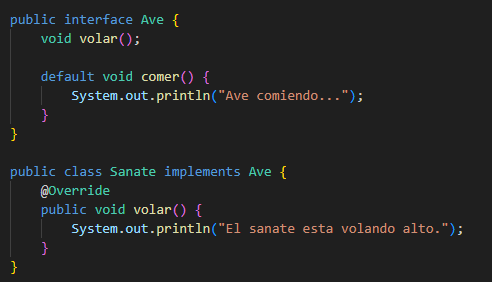 public interface Ave {
    void volar();

    default void comer() {
        System.out.println("Ave comiendo...");
    }
}

public class Sanate implements Ave {
    @Override
    public void volar() {
        System.out.println("El sanate esta volando alto.");
    }
}